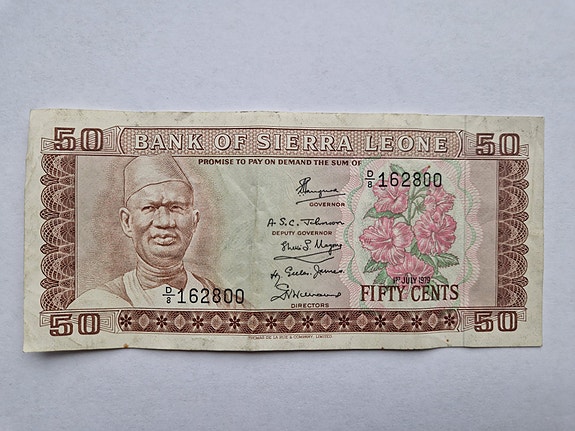 50 BANK OF SIERRA LEONE 50
PROMISE TO PAY ON DEMAND THE SUM OF
D/8 162800
GOVERNOR
A. S. C. Johnson
DEPUTY GOVERNOR
1ST JULY 1979
D/8 162800
FIFTY CENTS
DIRECTORS
50 50
THOMAS DE LA RUE & COMPANY, LIMITED